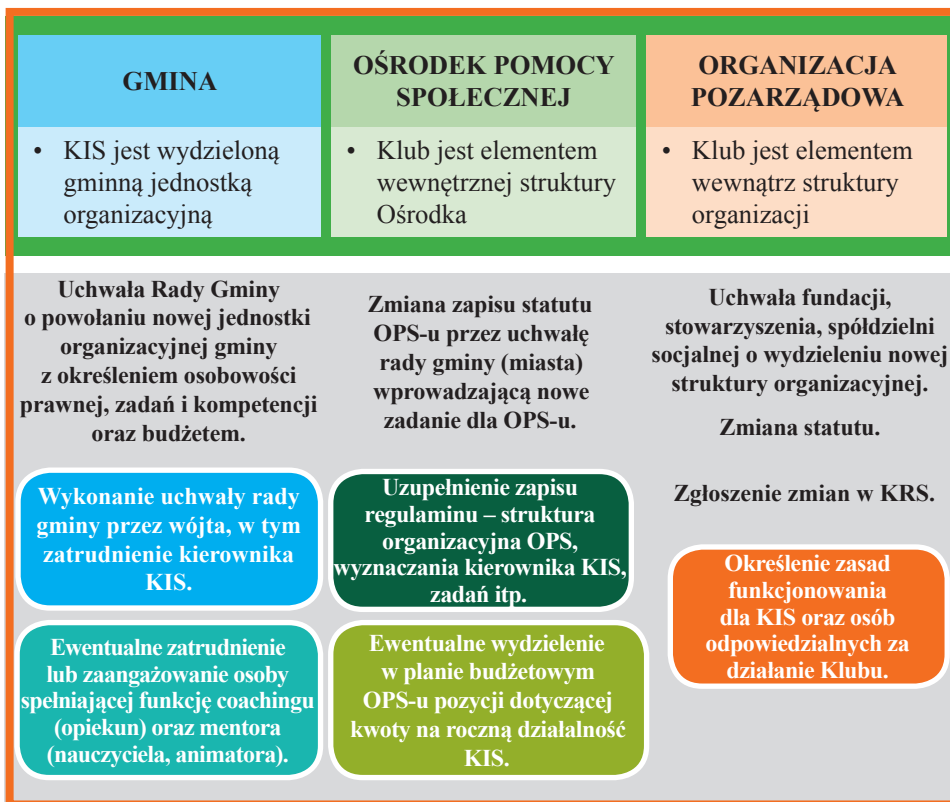 GMINA
• KIS jest wydzieloną
gminną jednostką
organizacyjną
OŚRODEK POMOCY
SPOŁECZNEJ
• Klub jest elementem
wewnętrznej struktury
Ośrodka
ORGANIZACJA
POZARZĄDOWA
• Klub jest elementem
wewnątrz struktury
organizacji
Uchwała Rady Gminy
o powołaniu nowej jednostki
organizacyjnej gminy
z określeniem osobowości
prawnej, zadań i kompetencji
oraz budżetem.
Wykonanie uchwały rady
gminy przez wójta, w tym
zatrudnienie kierownika
KIS.
Ewentualne zatrudnienie
lub zaangażowanie osoby
spełniającej funkcję coachingu
(opiekun) oraz mentora
(nauczyciela, animatora).
Zmiana zapisu statutu
OPS-u przez uchwałę
rady gminy (miasta)
wprowadzającą nowe
zadanie dla OPS-u.
Uzupełnienie zapisu
regulaminu – struktura
organizacyjna OPS,
wyznaczania kierownika KIS,
zadań itp.
Ewentualne wydzielenie
w planie budżetowym
OPS-u pozycji dotyczącej
kwoty na roczną działalność
KIS.
Uchwała fundacji,
stowarzyszenia, spółdzielni
socjalnej o wydzieleniu nowej
struktury organizacyjnej.
Zmiana statutu.
Zgłoszenie zmian w KRS.
Określenie zasad
funkcjonowania
dla KIS oraz osób
odpowiedzialnych za
działanie Klubu.